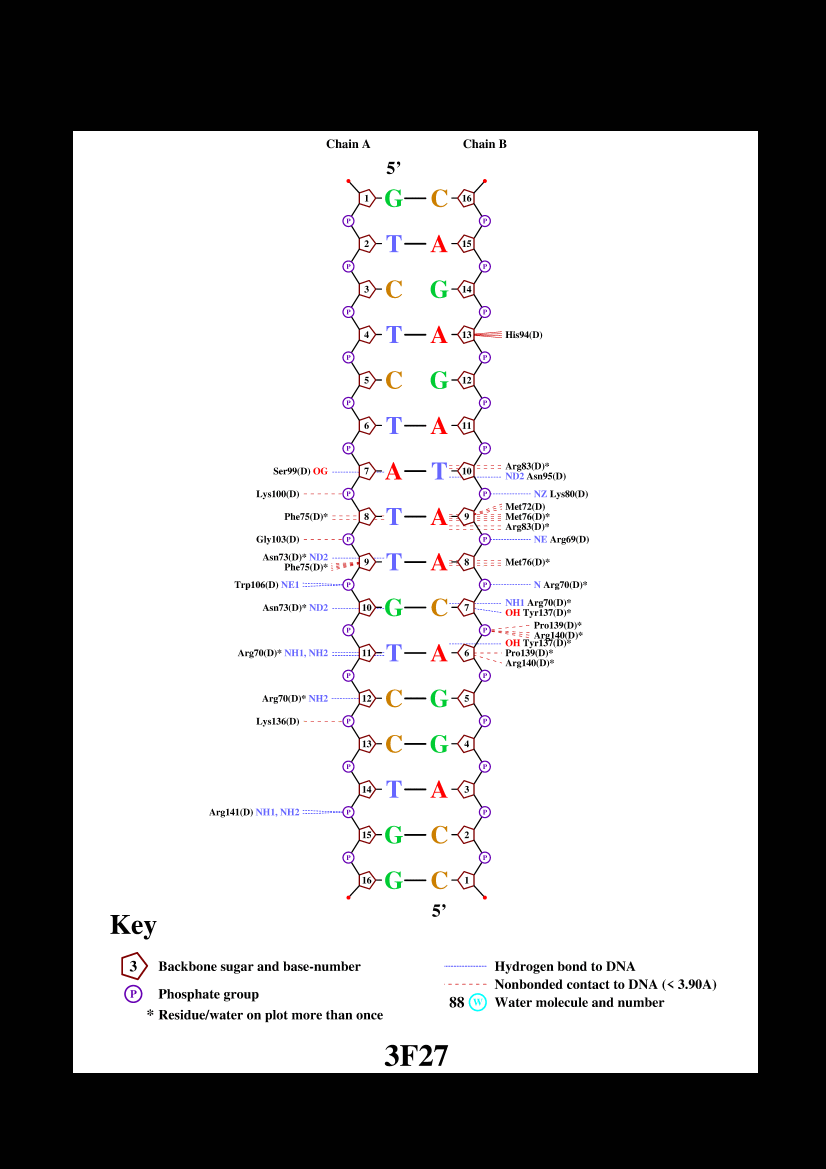 Chain A Chain B
5'
1 G C 16
P P
2 T A 15
P P
3 C G 14
P P
4 T A 13 His94(D)
P P
5 C G 12
P P
6 T A 11
P P
Arg83(D)*
Ser99(D) OG 7 A T 10
ND2 Asn95(D)
Lys100(D) P P NZ Lys80(D)
Met72(D)
Phe75(D)* 8 T A 9 Met76(D)*
Arg83(D)*
Gly103(D) P P NE Arg69(D)
Asn73(D)* ND2
9 T A 8 Met76(D)*
Phe75(D)*
Trp106(D) NE1 P P N Arg70(D)*
NH1 Arg70(D)*
Asn73(D)* ND2 10 G C 7
OH Tyr137(D)*
Pro139(D)*
P P
Arg140(D)*
OH Tyr137(D)*
Arg70(D)* NH1, NH2 11 T A 6 Pro139(D)*
Arg140(D)*
P P
Arg70(D)* NH2 12 C G 5
Lys136(D) P P
13 C G 4
P P
14 T A 3
Arg141(D) NH1, NH2 P P
15 G C 2
P P
16 G C 1
5'
Key
3 Backbone sugar and base-number
P Phosphate group
* Residue/water on plot more than once
Hydrogen bond to DNA
Nonbonded contact to DNA (< 3.90A)
88 W Water molecule and number
3F27